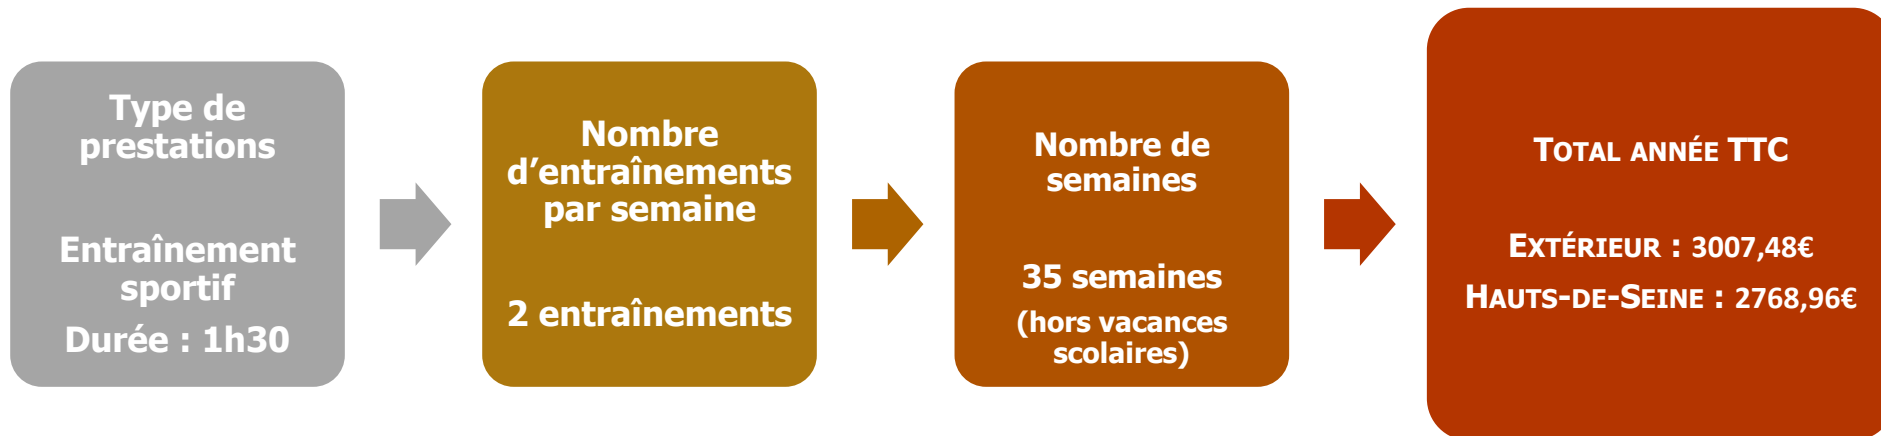 Type de
prestations
Entraînement
sportif
Durée : 1h30
Nombre
d’entraînements
par semaine
2 entraînements
Nombre de
semaines
35 semaines
(hors vacances
scolaires)
TOTAL ANNÉE TTC
EXTÉRIEUR : 3007,48€
HAUTS-DE-SEINE : 2768,96€